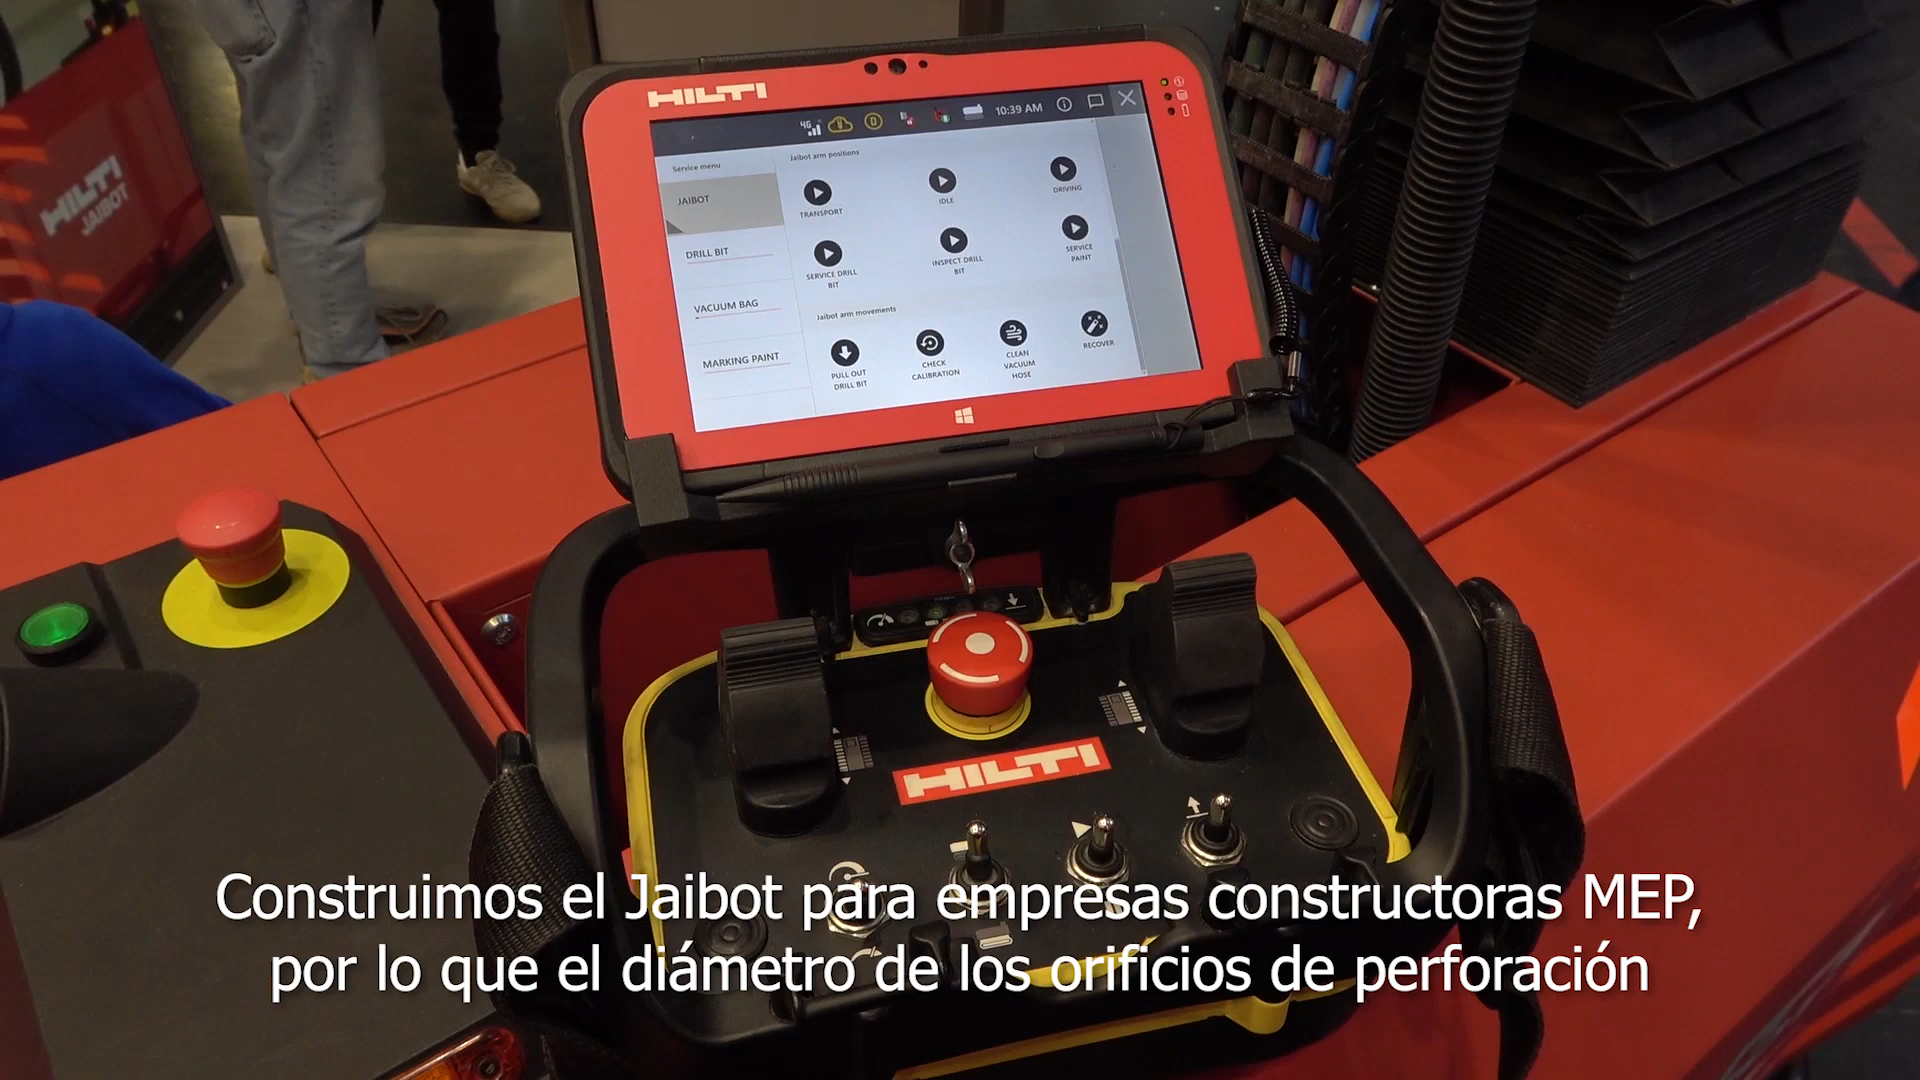 HILTI
4G
10:39 AM
Service menu
Jaibot arm positions
JAIBOT
TRANSPORT
IDLE
DRIVING
DRILL BIT
SERVICE DRILL
BIT
INSPECT DRILL
BIT
SERVICE
PAINT
VACUUM BAG
Jaibot arm movements
MARKING PAINT
PULL OUT
DRILL BIT
CHECK
CALIBRATION
CLEAN
VACUUM
HOSE
RECOVER
HILTI
JAIBOT
HILTI
Construimos el Jaibot para empresas constructoras MEP,
por lo que el diámetro de los orificios de perforación